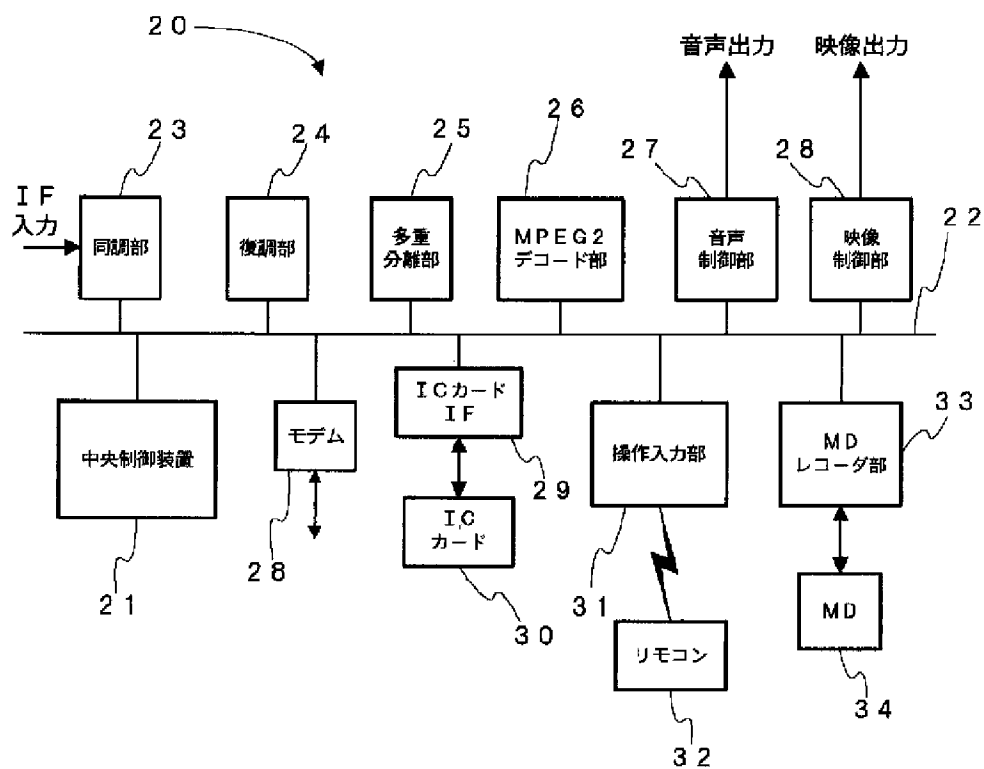 20
音声出力
映像出力
23
24
25
26
27
28
IF
入力
同調部
復調部
多重
分離部
MPEG2
デコード部
音声
制御部
映像
制御部
22
中央制御装置
モデム
ICカード
IF
操作入力部
MD
レコーダ部
33
28
29
IC
カード
21
30
31
リモコン
MD
32
34